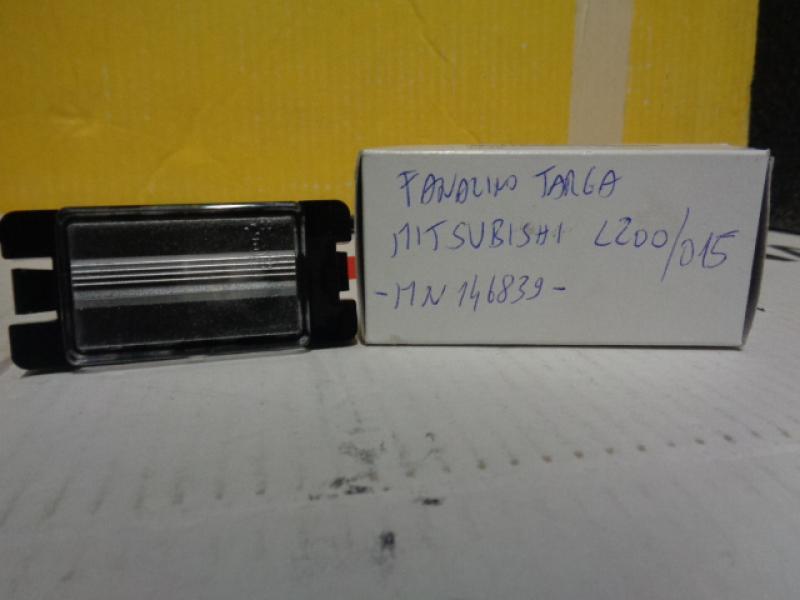 FANALINO TARGA
MITSUBISHI L200/015
-MN 146839-